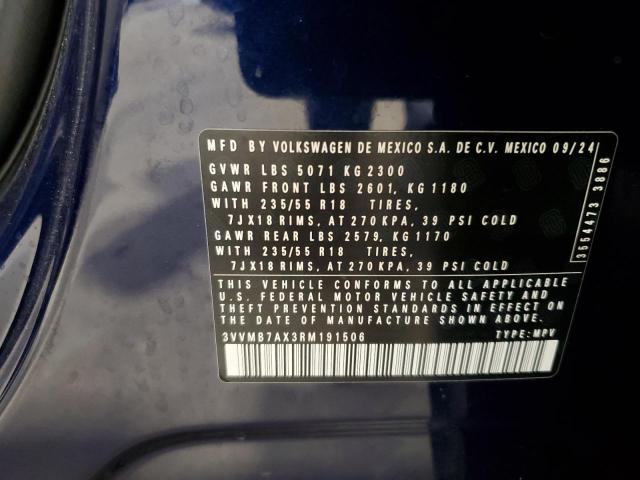 MFD BY VOLKSWAGEN DE MEXICO S.A. DE C.V. MEXICO 09/24
GVWR LBS 5071 KG 2300
GAWR FRONT LBS 2601, KG 1180
WITH 235/55 R18 TIRES,
7JX18 RIMS, AT 270 KPA, 39 PSI COLD
GAWR REAR LBS 2579, KG 1170
WITH 235/55 R18 TIRES,
7JX18 RIMS, AT 270 KPA, 39 PSI COLD
THIS VEHICLE CONFORMS TO ALL APPLICABLE
U.S. FEDERAL MOTOR VEHICLE SAFETY AND
THEFT PREVENTION STANDARDS IN EFFECT ON
THE DATE OF MANUFACTURE SHOWN ABOVE.
3VVMB7AX3RM191506 TYPE: MPV
3554473 3886